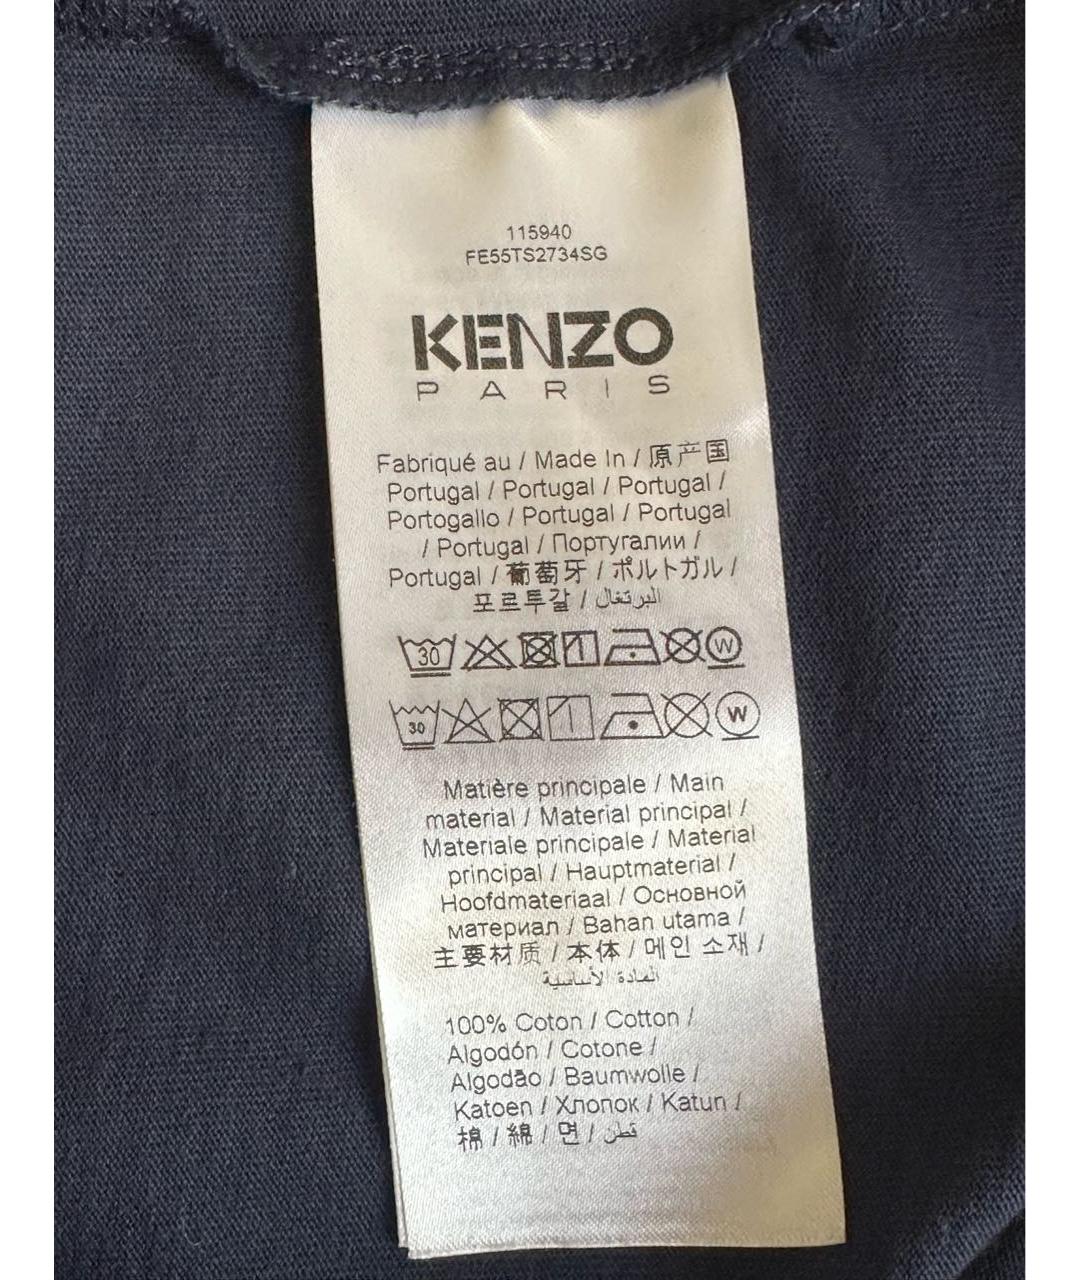 115940
FE55TS2734SG
KENZO
PARIS
Fabriqué au / Made In / 原产国
Portugal / Portugal / Portugal /
Portogallo / Portugal / Portugal
/ Portugal / Португалии /
Portugal / 葡萄牙 / ポルトガル /
포르투갈 / البرتغال
30 W
30 W
Matière principale / Main
material / Material principal /
Materiale principale / Material
principal / Hauptmaterial /
Hoofdmateriaal / Основной
материал / Bahan utama /
主要材质 / 本体 / 메인 소재 /
المادة الأساسية
100% Coton / Cotton /
Algodón / Cotone /
Algodão / Baumwolle /
Katoen / Хлопок / Katun /
棉 / 綿 / 면 / قطن